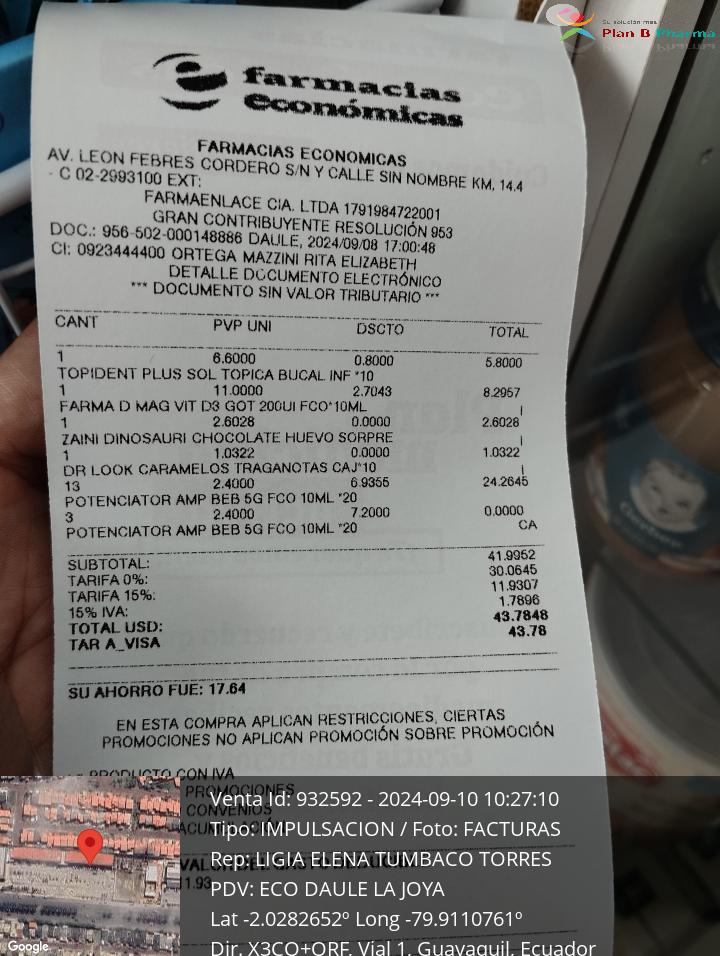 Su solución más
Plan B Pharma
farmacias
económicas
FARMACIAS ECONOMICAS
AV. LEON FEBRES CORDERO S/N Y CALLE SIN NOMBRE KM, 14.4
- C 02-2993100 EXT:
FARMAENLACE CIA. LTDA 1791984722001
GRAN CONTRIBUYENTE RESOLUCIÓN 953
DOC.: 956-502-000148886 DAULE, 2024/09/08 17:00:48
CI: 0923444400 ORTEGA MAZZINI RITA ELIZABETH
DETALLE DOCUMENTO ELECTRÓNICO
*** DOCUMENTO SIN VALOR TRIBUTARIO ***
CANT PVP UNI DSCTO TOTAL
1 6.6000 0.8000 5.8000
TOPIDENT PLUS SOL TOPICA BUCAL INF *10
1 11.0000 2.7043 8.2957
FARMA D MAG VIT D3 GOT 200UI FCO*10ML I
1 2.6028 0.0000 2.6028
ZAINI DINOSAURI CHOCOLATE HUEVO SORPRE I
1 1.0322 0.0000 1.0322
DR LOOK CARAMELOS TRAGANOTAS CAJ*10 I
13 2.4000 6.9355 24.2645
POTENCIATOR AMP BEB 5G FCO 10ML *20
3 2.4000 7.2000 0.0000
POTENCIATOR AMP BEB 5G FCO 10ML *20 CA
SUBTOTAL: 41.9952
TARIFA 0%: 30.0645
TARIFA 15%: 11.9307
15% IVA: 1.7896
TOTAL USD: 43.7848
TAR A_VISA 43.78
SU AHORRO FUE: 17.64
EN ESTA COMPRA APLICAN RESTRICCIONES, CIERTAS
PROMOCIONES NO APLICAN PROMOCIÓN SOBRE PROMOCIÓN
PRODUCTO CON IVA
PROMOCIONES
CONVENIOS
11.93
Venta Id: 932592 - 2024-09-10 10:27:10
Tipo: IMPULSACION / Foto: FACTURAS
Rep: LIGIA ELENA TUMBACO TORRES
PDV: ECO DAULE LA JOYA
Lat -2.0282652º Long -79.9110761º
Dir. X3CQ+QRF, Vial 1, Guayaquil, Ecuador
Google
Gerber